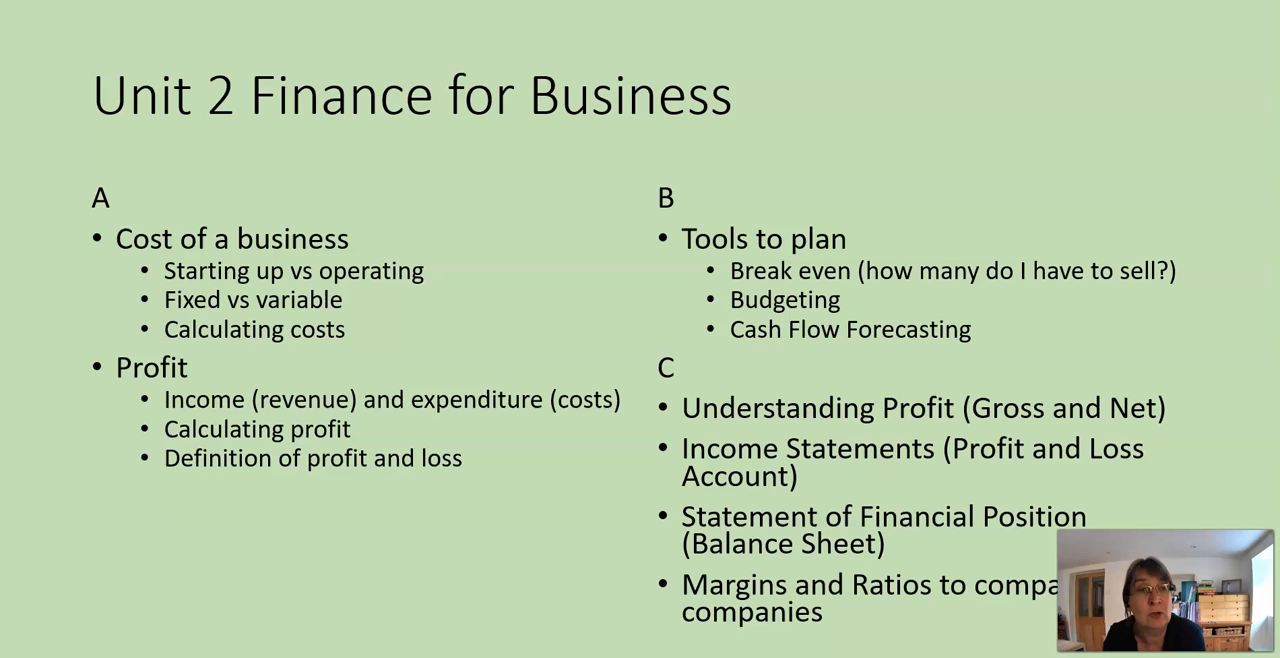 Unit 2 Finance for Business
A
• Cost of a business
• Starting up vs operating
• Fixed vs variable
• Calculating costs
• Profit
• Income (revenue) and expenditure (costs)
• Calculating profit
• Definition of profit and loss
B
• Tools to plan
• Break even (how many do I have to sell?)
• Budgeting
• Cash Flow Forecasting
C
• Understanding Profit (Gross and Net)
• Income Statements (Profit and Loss
Account)
• Statement of Financial Position
(Balance Sheet)
• Margins and Ratios to
companies